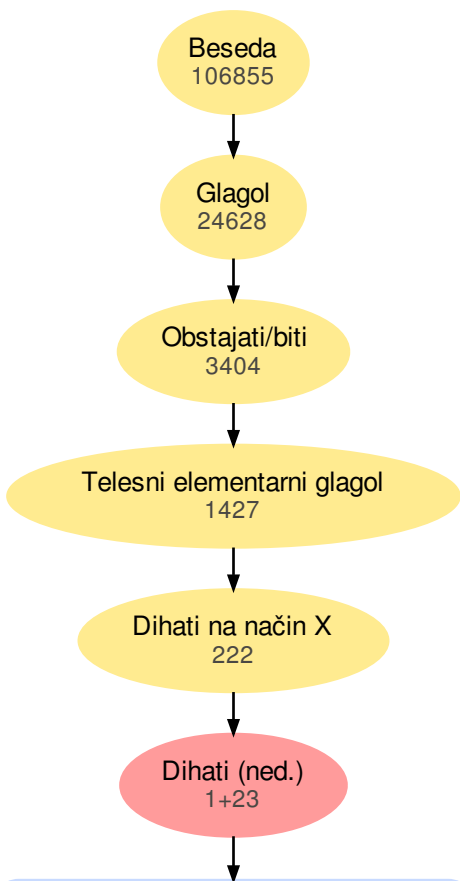 Beseda
106855
Glagol
24628
Obstajati/biti
3404
Telesni elementarni glagol
1427
Dihati na način X
222
Dihati (ned.)
1+23